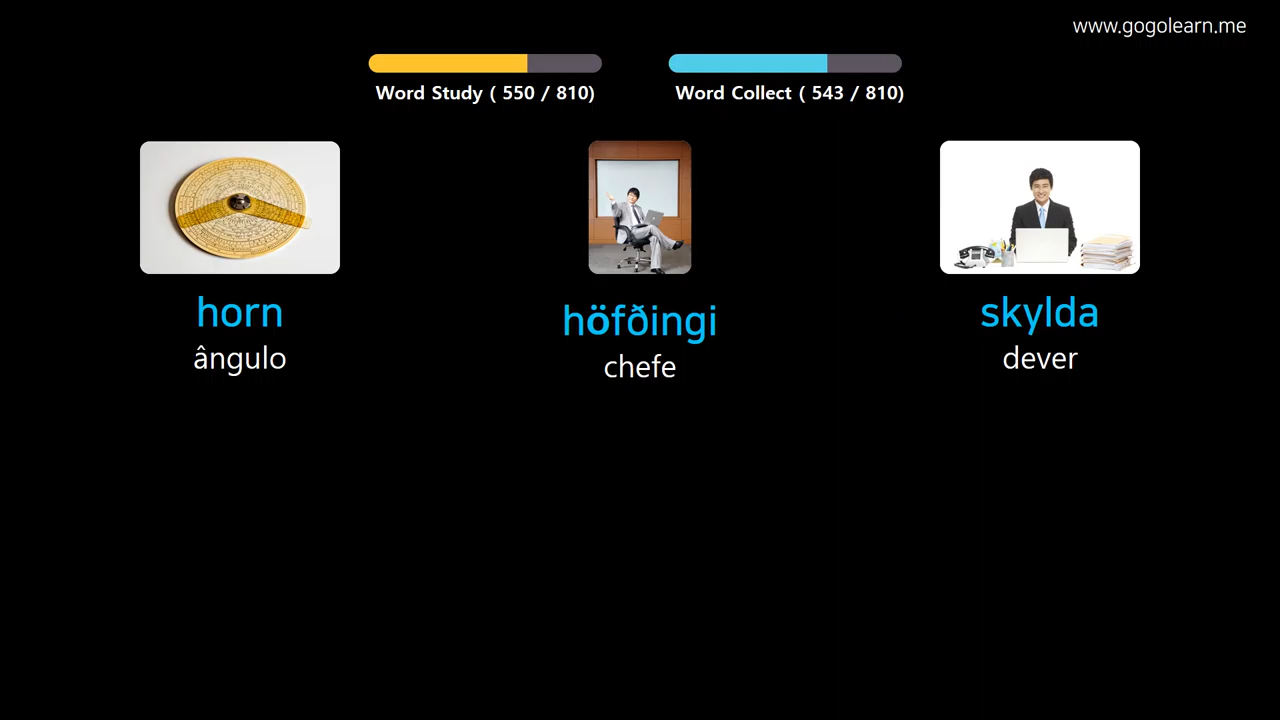 www.gogolearn.me
Word Study ( 550 / 810)
Word Collect ( 543 / 810)
horn
ângulo
höfðingi
chefe
skylda
dever